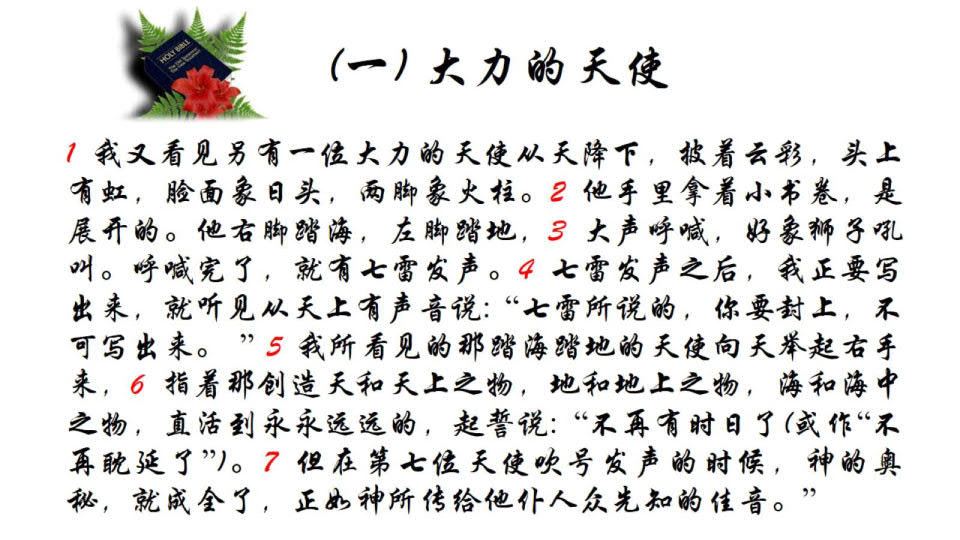 HOLY BIBLE
(一)大力的天使
1 我又看见另有一位大力的天使从天降下，披着云彩，头上
有虹，脸面象日头，两脚象火柱。2 他手里拿着小书卷，是
展开的。他右脚踏海，左脚踏地，3 大声呼喊，好象狮子吼
叫。呼喊完了，就有七雷发声。4 七雷发声之后，我正要写
出来，就听见从天上有声音说：“七雷所说的，你要封上，不
可写出来。 ”5 我所看见的那踏海踏地的天使向天举起右手
来，6 指着那创造天和天上之物，地和地上之物，海和海中
之物，直活到永永远远的，起誓说：“不再有时日了(或作“不
再耽延了”)。7 但在第七位天使吹号发声的时候，神的奥
秘，就成全了，正如神所传给他仆人众先知的佳音。”